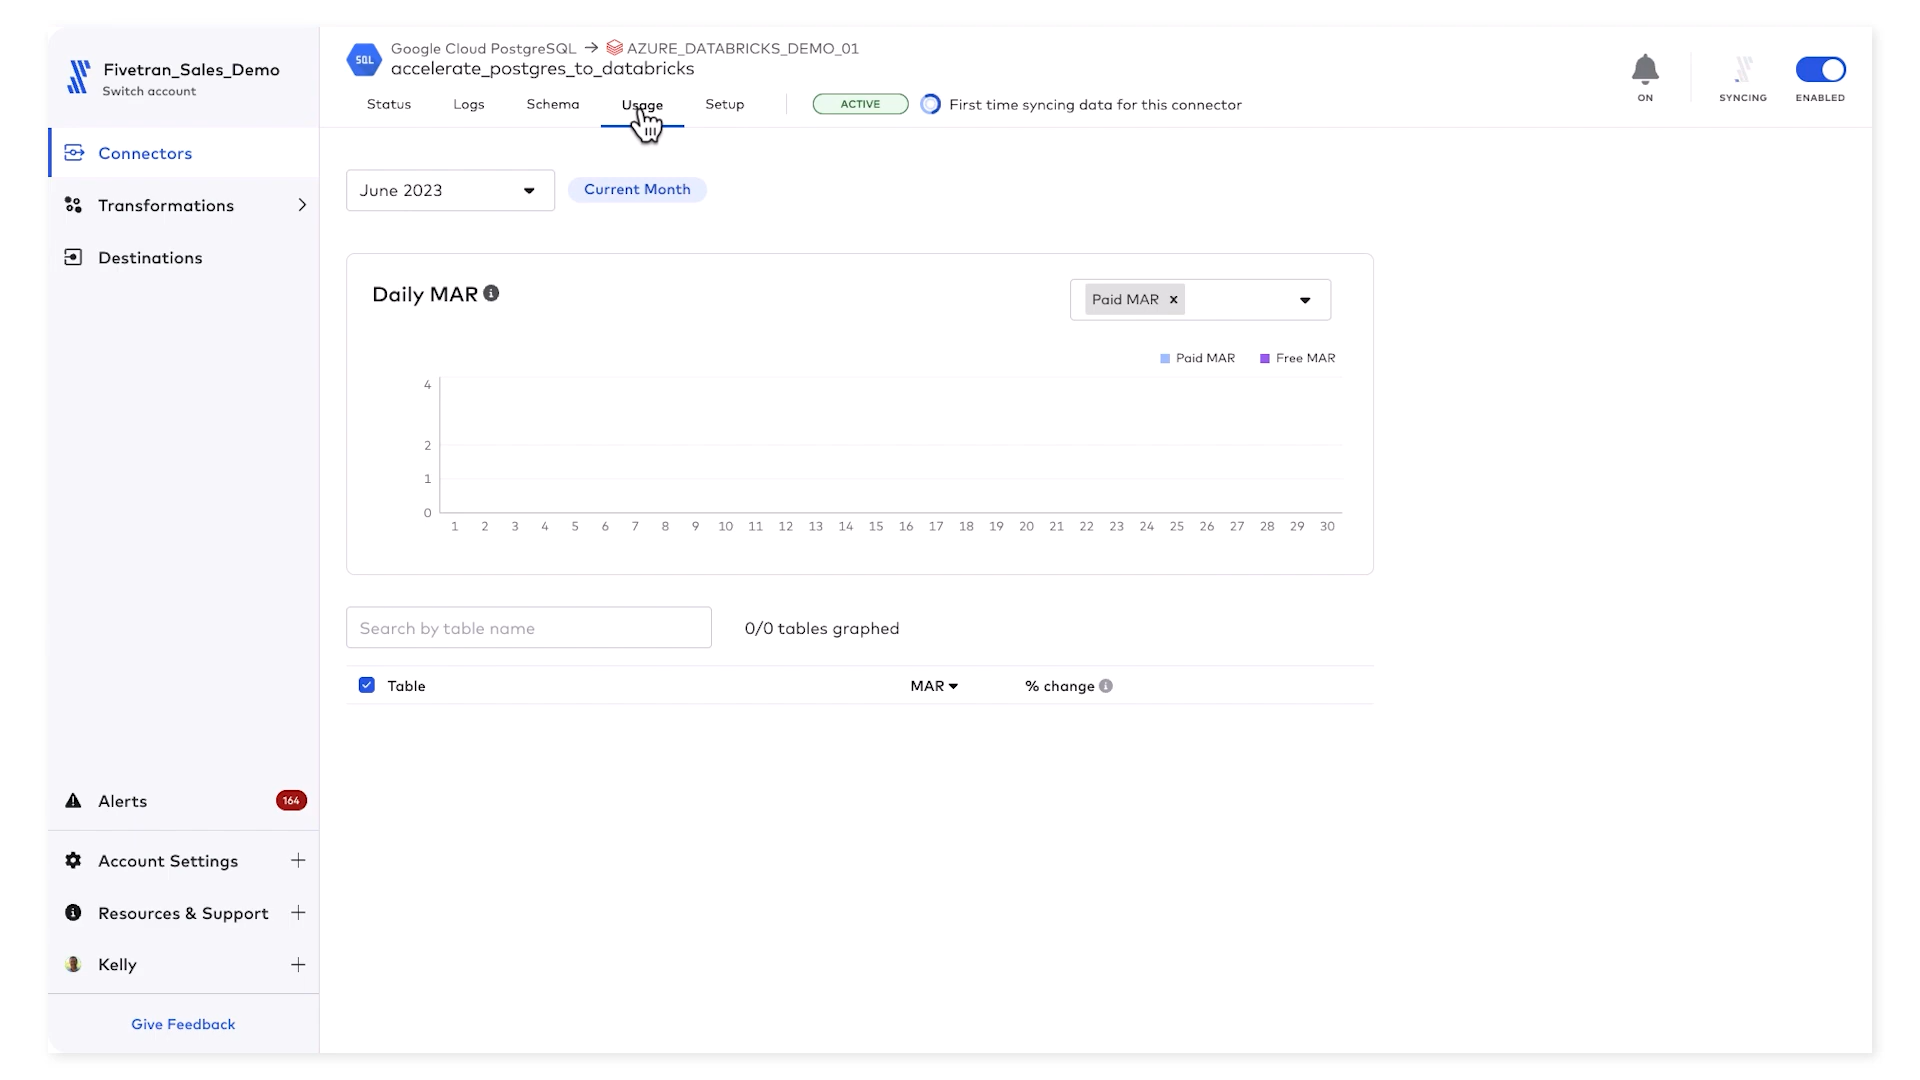 Fivetran_Sales_Demo
Switch account
Connectors
Transformations
Destinations
Alerts
164
Account Settings
Resources & Support
Kelly
Give Feedback
SQL
Google Cloud PostgreSQL → AZURE_DATABRICKS_DEMO_01
accelerate_postgres_to_databricks
Status Logs Schema Usage Setup
ACTIVE
First time syncing data for this connector
ON
SYNCING
ENABLED
June 2023
Current Month
Daily MAR
Paid MAR ×
Paid MAR Free MAR
4
2
1
0
1 2 3 4 5 6 7 8 9 10 11 12 13 14 15 16 17 18 19 20 21 22 23 24 25 26 27 28 29 30
Search by table name
0/0 tables graphed
Table MAR % change